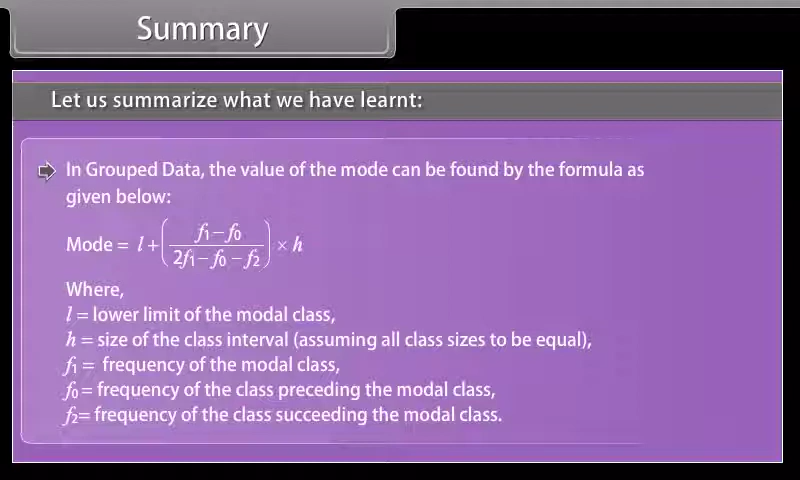 Summary
Let us summarize what we have learnt:
In Grouped Data, the value of the mode can be found by the formula as
given below:
Mode = l + ( (f₁ – f₀) / (2f₁ – f₀ – f₂) ) × h
Where,
l = lower limit of the modal class,
h = size of the class interval (assuming all class sizes to be equal),
f₁ = frequency of the modal class,
f₀ = frequency of the class preceding the modal class,
f₂= frequency of the class succeeding the modal class.